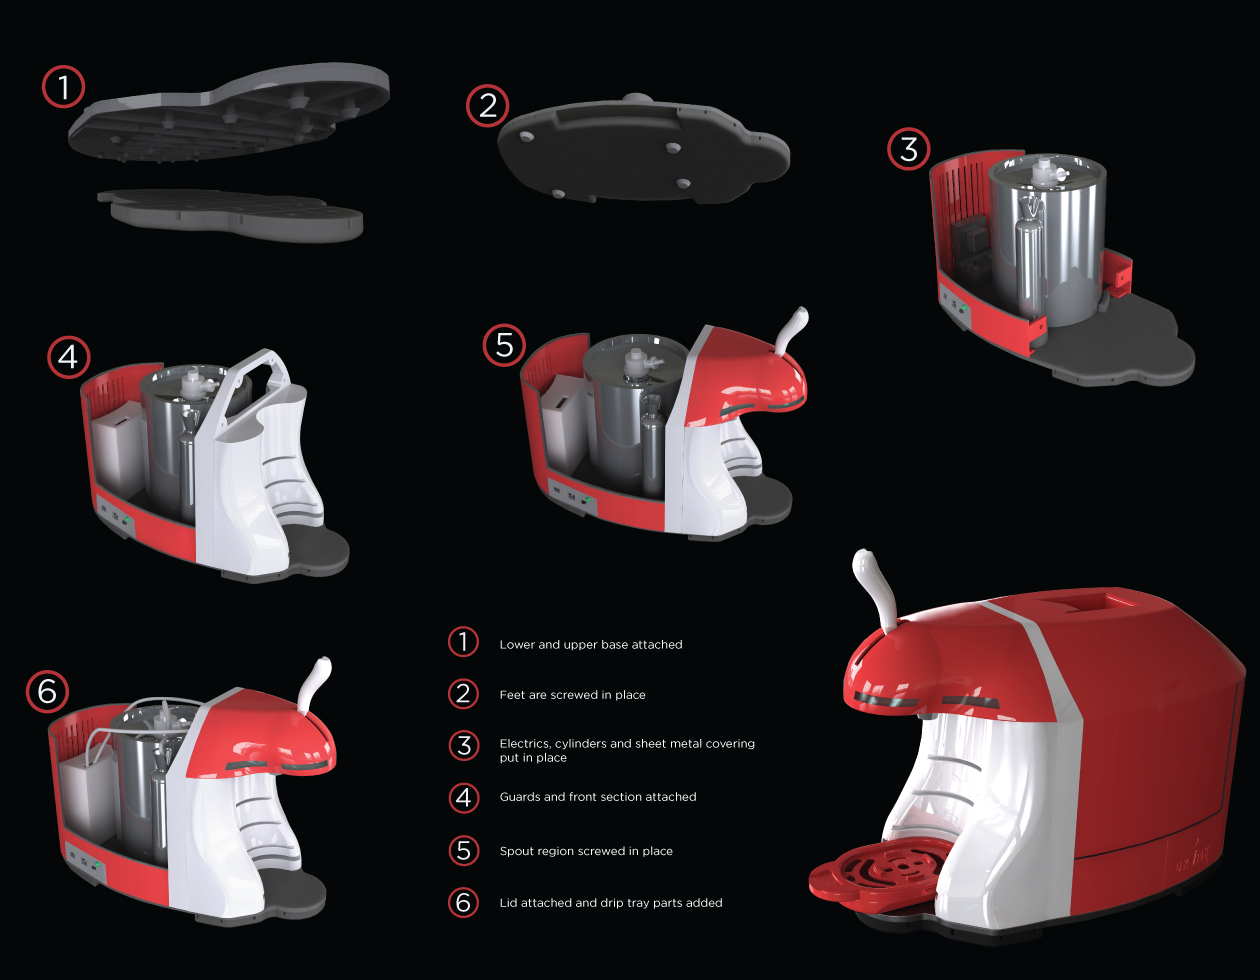 1
2
3
4
5
6
1 Lower and upper base attached
2 Feet are screwed in place
3 Electrics, cylinders and sheet metal covering
put in place
4 Guards and front section attached
5 Spout region screwed in place
6 Lid attached and drip tray parts added